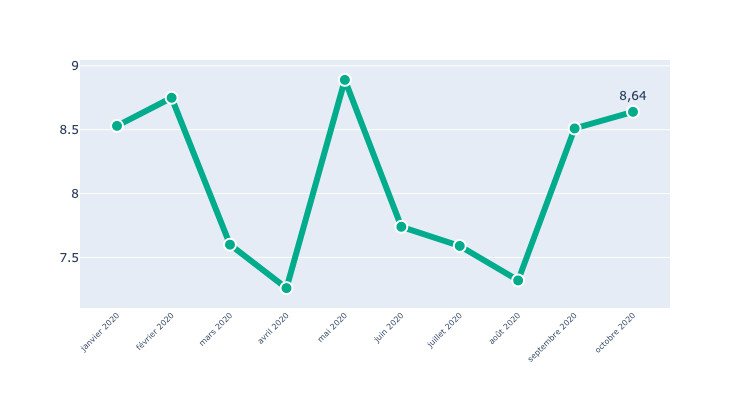 9
8.5
8
7.5
8,64
janvier 2020
février 2020
mars 2020
avril 2020
mai 2020
juin 2020
juillet 2020
août 2020
septembre 2020
octobre 2020